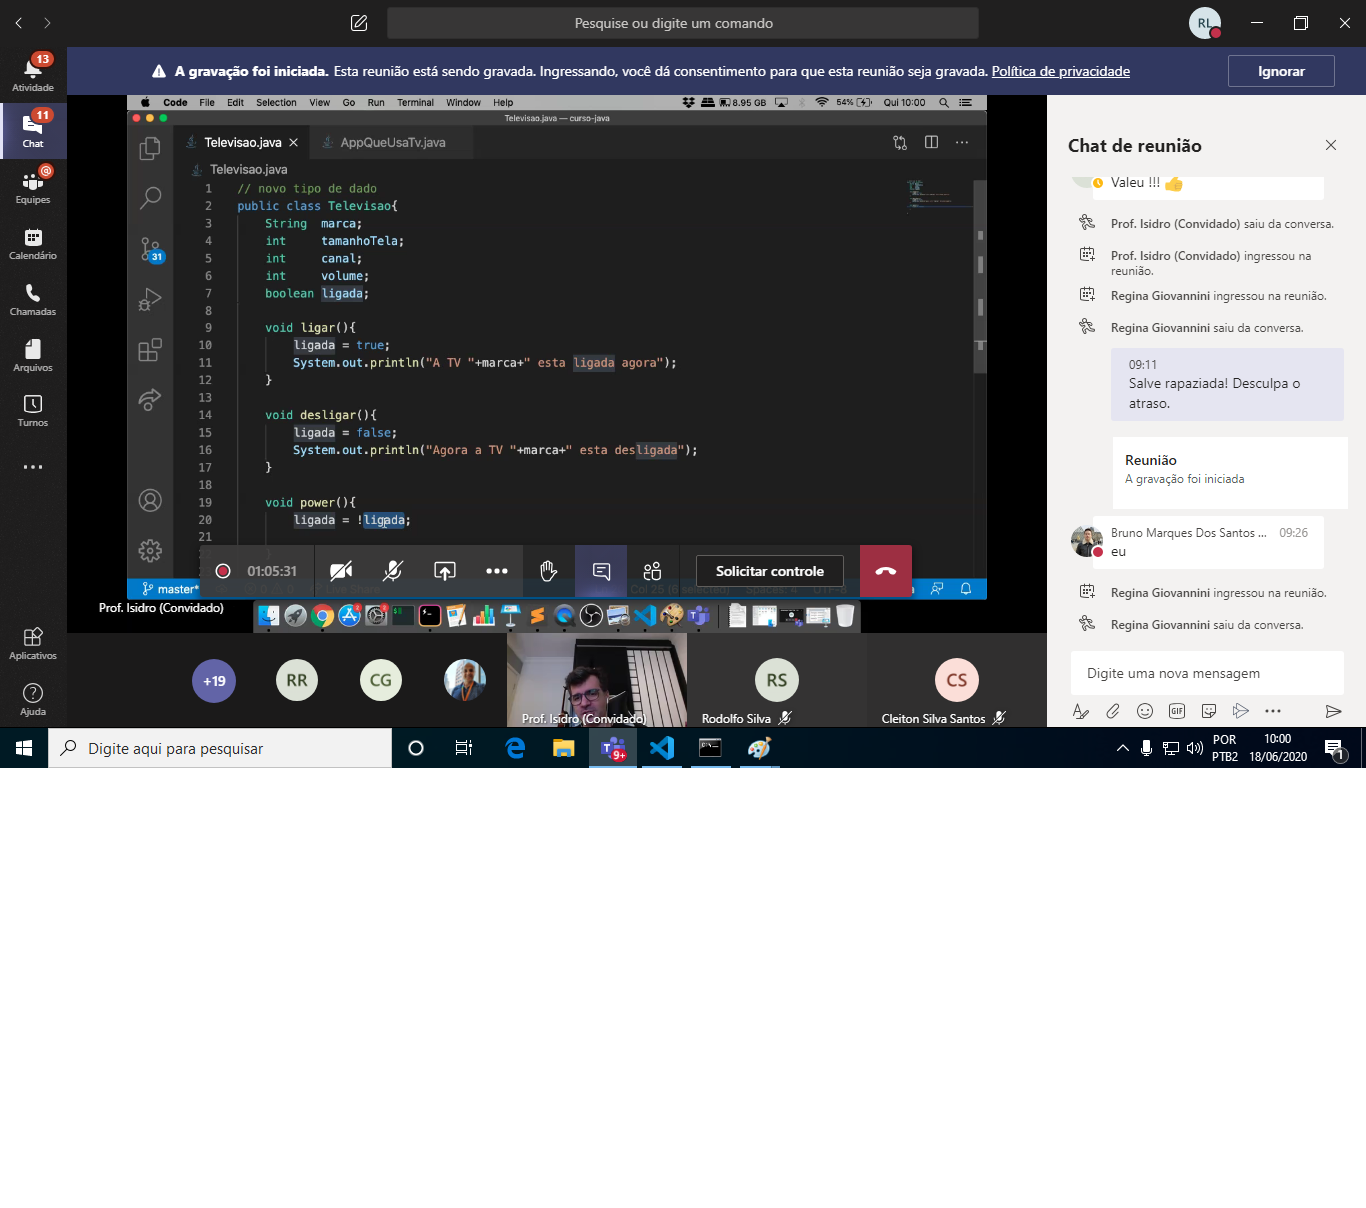 Pesquise ou digite um comando
RL
A gravação foi iniciada. Esta reunião está sendo gravada. Ingressando, você dá consentimento para que esta reunião seja gravada. Política de privacidade
Ignorar
13
Atividade
11
Chat
@
Equipes
Calendário
Chamadas
Arquivos
Turnos
Aplicativos
Ajuda
Code File Edit Selection View Go Run Terminal Window Help
8.95 GB
54%
Qui 10:00
Televisao.java — curso-java
Televisao.java
AppQueUsaTv.java
Televisao.java
31
1 // novo tipo de dado
2 public class Televisao{
3 String marca;
4 int tamanhoTela;
5 int canal;
6 int volume;
7 boolean ligada;
8
9 void ligar(){
10 ligada = true;
11 System.out.println("A TV "+marca+" esta ligada agora");
12 }
13
14 void desligar(){
15 ligada = false;
16 System.out.println("Agora a TV "+marca+" esta desligada");
17 }
18
19 void power(){
20 ligada = !ligada;
21
master*
01:05:31
Solicitar controle
Prof. Isidro (Convidado)
+19
RR
CG
Prof. Isidro (Convidado)
RS
Rodolfo Silva
CS
Cleiton Silva Santos
Chat de reunião
Valeu !!! 👍
Prof. Isidro (Convidado) saiu da conversa.
Prof. Isidro (Convidado) ingressou na
reunião.
Regina Giovannini ingressou na reunião.
Regina Giovannini saiu da conversa.
09:11
Salve rapaziada! Desculpa o
atraso.
Reunião
A gravação foi iniciada
Bruno Marques Dos Santos ... 09:26
eu
Regina Giovannini ingressou na reunião.
Regina Giovannini saiu da conversa.
Digite uma nova mensagem
GIF
Digite aqui para pesquisar
9+
POR
PTB2
10:00
18/06/2020
1